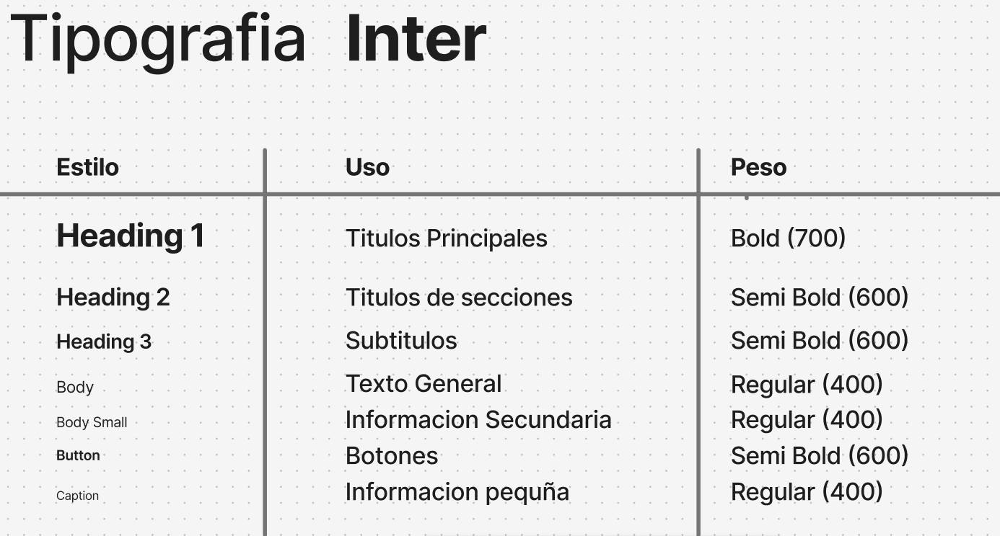 Tipografia Inter
Estilo Uso Peso
Heading 1 Titulos Principales Bold (700)
Heading 2 Titulos de secciones Semi Bold (600)
Heading 3 Subtitulos Semi Bold (600)
Body Texto General Regular (400)
Body Small Informacion Secundaria Regular (400)
Button Botones Semi Bold (600)
Caption Informacion pequña Regular (400)